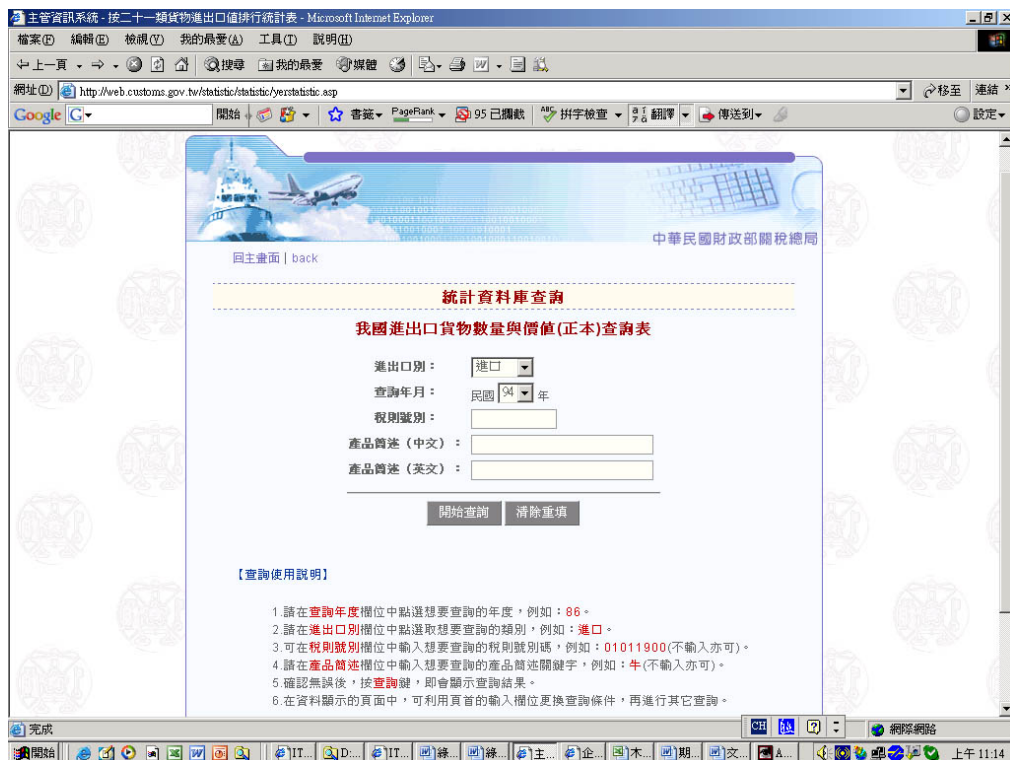 主管資訊系統 - 按二十一類貨物進出口值排行統計表 - Microsoft Internet Explorer
檔案(F) 編輯(E) 檢視(V) 我的最愛(A) 工具(T) 說明(H)
上一頁 搜尋 我的最愛 媒體
網址(D) http://web.customs.gov.tw/statistic/statistic/yerstatistic.asp 移至 連結 »
Google G 開始 書籤 PageRank 95 已攔截 ABC 拼字檢查 翻譯 傳送到 設定
中華民國財政部關稅總局
回主畫面 | back
統計資料庫查詢
我國進出口貨物數量與價值(正本)查詢表
進出口別： 進口
查詢年月： 民國 94 年
稅則號別：
產品簡述（中文）：
產品簡述（英文）：
開始查詢 清除重填
【查詢使用說明】
1.請在查詢年度欄位中點選想要查詢的年度，例如：86。
2.請在進出口別欄位中點選取想要查詢的類別，例如：進口。
3.可在稅則號別欄位中輸入想要查詢的稅則號別碼，例如：01011900(不輸入亦可)。
4.請在產品簡述欄位中輸入想要查詢的產品簡述關鍵字，例如：牛(不輸入亦可)。
5.確認無誤後，按查詢鍵，即會顯示查詢結果。
6.在資料顯示的頁面中，可利用頁首的輸入欄位更換查詢條件，再進行其它查詢。
完成 CH 網際網路
開始 IT... D:... IT... 綠... 綠... 主... 企... 木... 期... 文... A... 上午 11:14